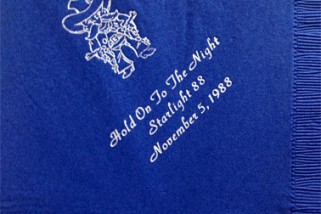 Hold On To The Night
Starlight 88
November 5, 1988